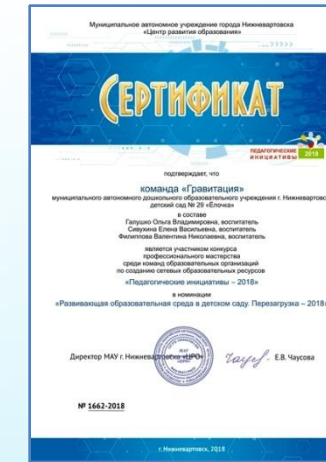 Муниципальное автономное учреждение города Нижневартовска
«Центр развития образования»
СЕРТИФИКАТ
ПЕДАГОГИЧЕСКИЕ
ИНИЦИАТИВЫ 2018
подтверждает, что
команда «Гравитация»
муниципального автономного дошкольного образовательного учреждения г. Нижневартовска
детский сад № 29 «Ёлочка»
в составе
Галушко Ольга Владимировна, воспитатель
Сивухина Елена Васильевна, воспитатель
Филиппова Валентина Николаевна, воспитатель
является участником конкурса
профессионального мастерства
среди команд образовательных организаций
по созданию сетевых образовательных ресурсов
«Педагогические инициативы – 2018»
в номинации
«Развивающая образовательная среда в детском саду. Перезагрузка – 2018»
Директор МАУ г. Нижневартовска «ЦРО» Е.В. Чаусова
№ 1662-2018
г. Нижневартовск, 2018